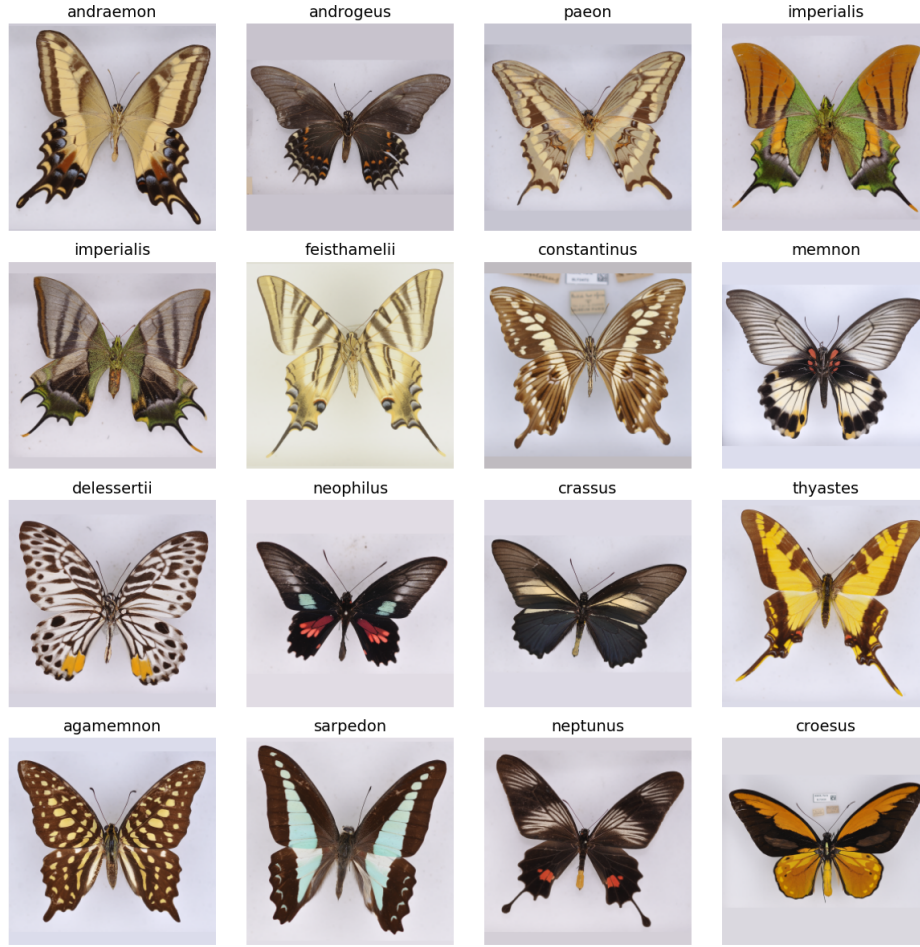 andraemon
androgeus
paeon
imperialis
imperialis
feisthamelii
constantinus
memnon
delessertii
neophilus
crassus
thyastes
agamemnon
sarpedon
neptunus
croesus